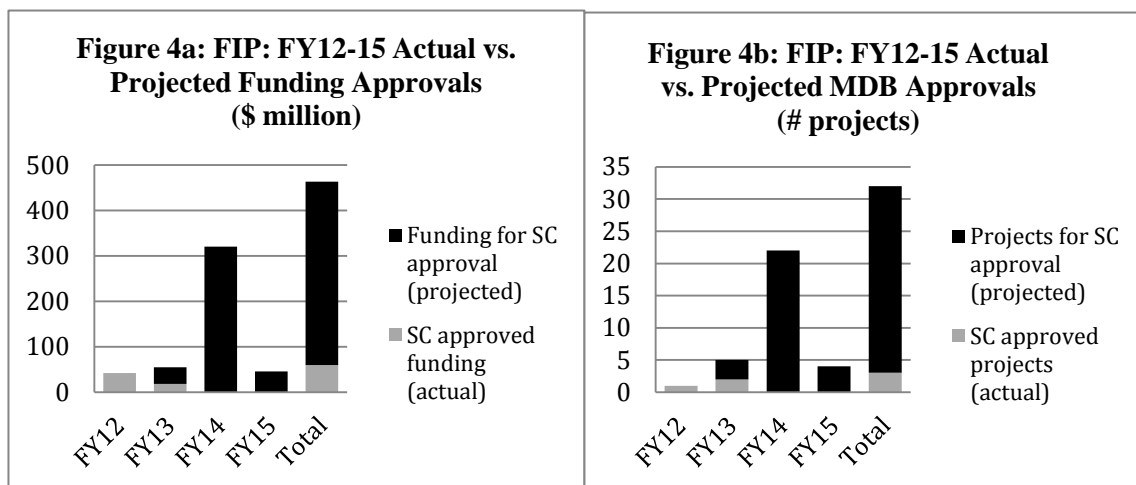 Figure 4a: FIP: FY12-15 Actual vs.
Projected Funding Approvals
($ million)
500
400
300
200
100
0
FY12
FY13
FY14
FY15
Total
Funding for SC
approval
(projected)
SC approved
funding
(actual)
Figure 4b: FIP: FY12-15 Actual
vs. Projected MDB Approvals
(# projects)
35
30
25
20
15
10
5
0
FY12
FY13
FY14
FY15
Total
Projects for SC
approval
(projected)
SC approved
projects
(actual)